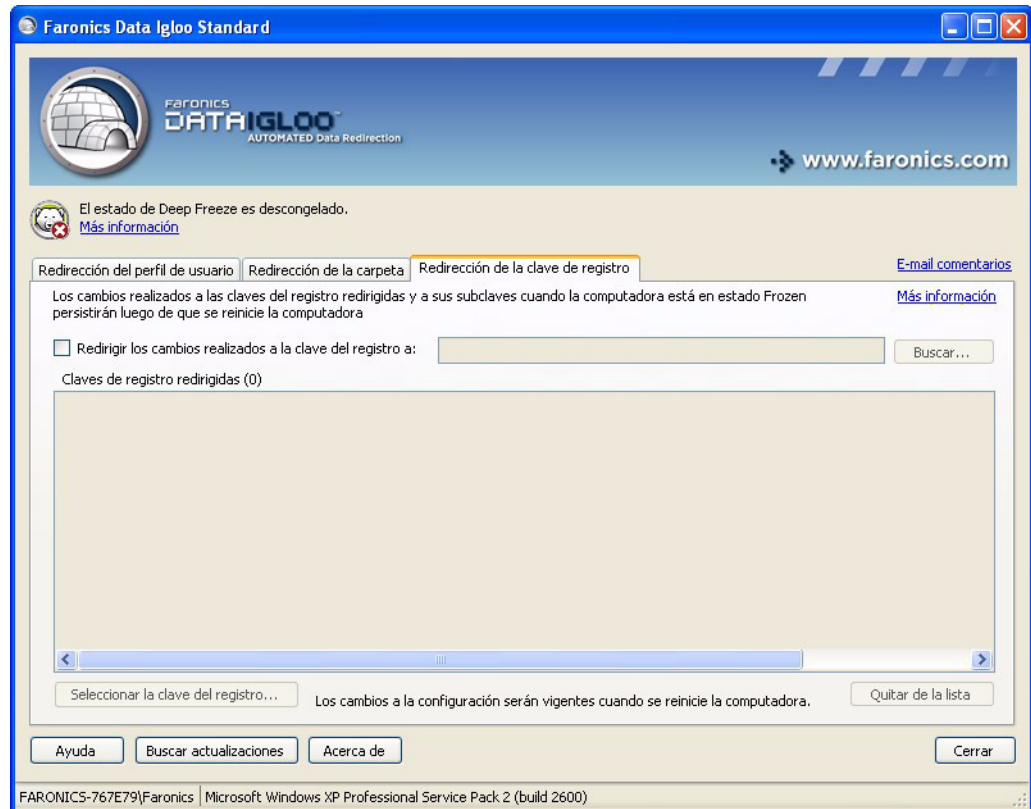 Faronics Data Igloo Standard
Faronics
DATA IGLOO™
AUTOMATED Data Redirection
www.faronics.com
El estado de Deep Freeze es descongelado.
Más información
Redirección del perfil de usuario
Redirección de la carpeta
Redirección de la clave de registro
E-mail comentarios
Los cambios realizados a las claves del registro redirigidas y a sus subclaves cuando la computadora está en estado Frozen
persistirán luego de que se reinicie la computadora
Más información
Redirigir los cambios realizados a la clave del registro a:
Buscar...
Claves de registro redirigidas (0)
Seleccionar la clave del registro...
Los cambios a la configuración serán vigentes cuando se reinicie la computadora.
Quitar de la lista
Ayuda
Buscar actualizaciones
Acerca de
Cerrar
FARONICS-767E79\Faronics
Microsoft Windows XP Professional Service Pack 2 (build 2600)